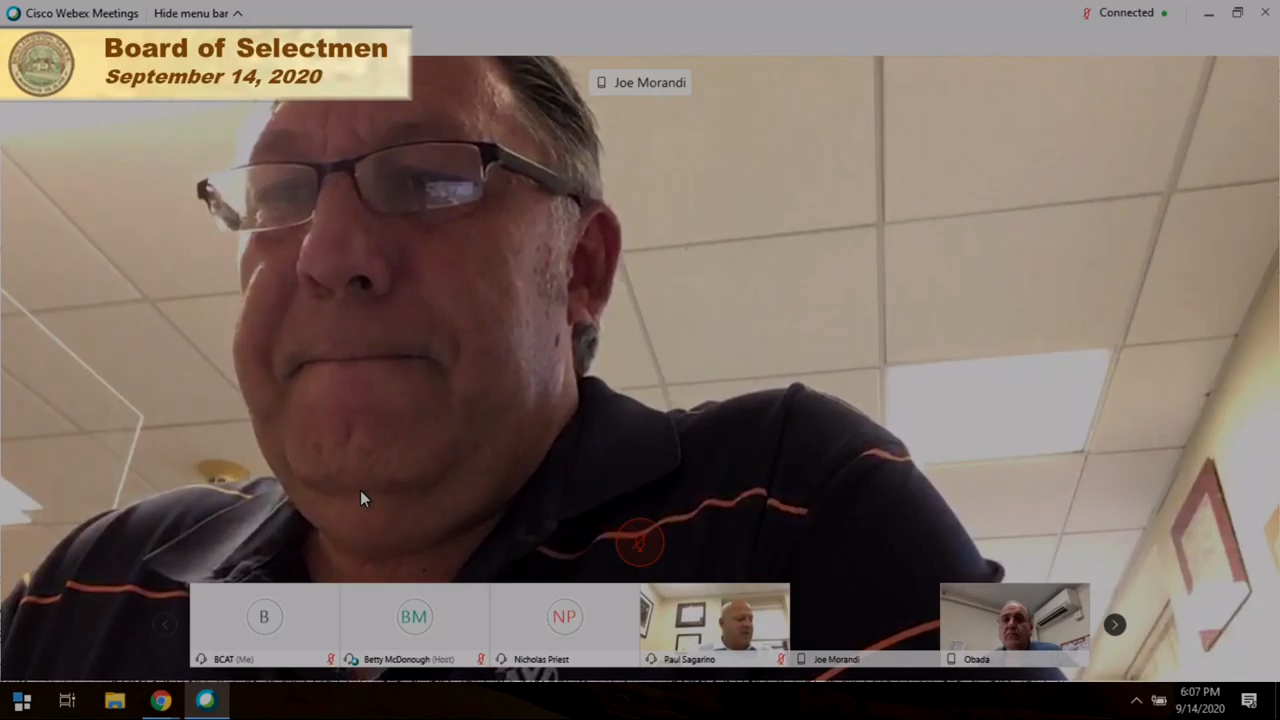 Cisco Webex Meetings
Hide menu bar
Connected
Board of Selectmen
September 14, 2020
Joe Morandi
B
BM
NP
BCAT (Me)
Betty McDonough (Host)
Nicholas Priest
Paul Sagarino
Joe Morandi
Obada
6:07 PM
9/14/2020